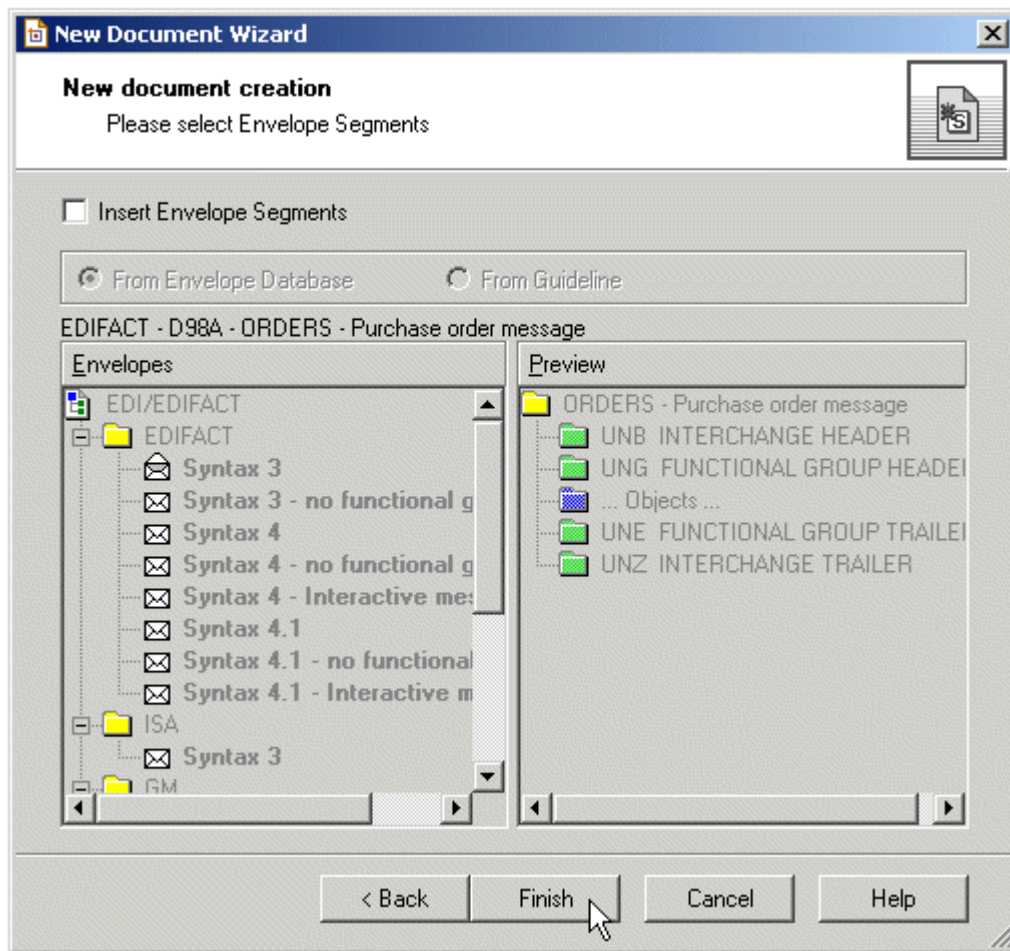 New Document Wizard
New document creation
Please select Envelope Segments
Insert Envelope Segments
From Envelope Database From Guideline
EDIFACT - D98A - ORDERS - Purchase order message
Envelopes
EDI/EDIFACT
EDIFACT
Syntax 3
Syntax 3 - no functional g
Syntax 4
Syntax 4 - no functional g
Syntax 4 - Interactive mes
Syntax 4.1
Syntax 4.1 - no functional
Syntax 4.1 - Interactive m
ISA
Syntax 3
GM
Preview
ORDERS - Purchase order message
UNB INTERCHANGE HEADER
UNG FUNCTIONAL GROUP HEADEI
... Objects ...
UNE FUNCTIONAL GROUP TRAILEI
UNZ INTERCHANGE TRAILER
< Back Finish Cancel Help